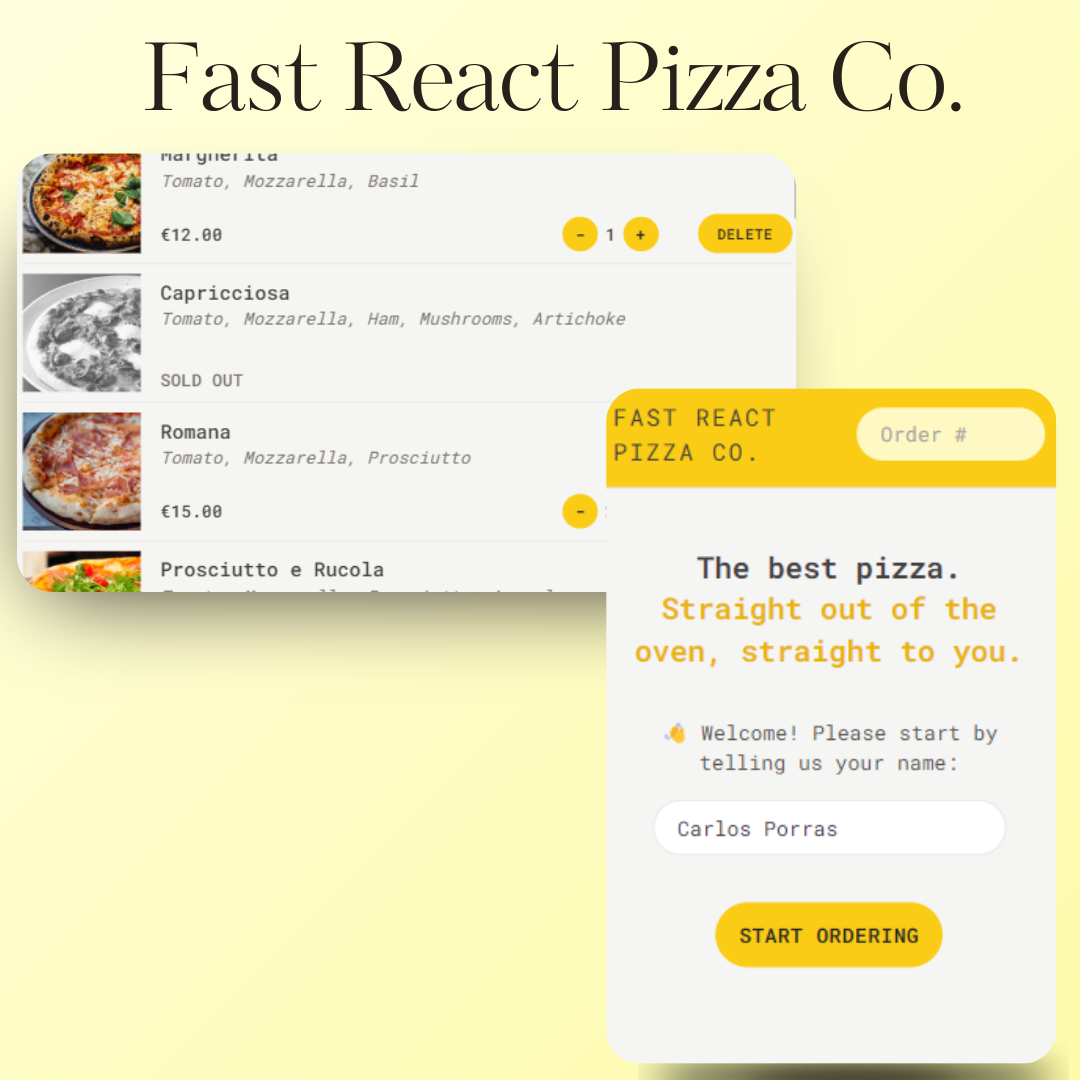 Fast React Pizza Co.
Margherita
Tomato, Mozzarella, Basil
€12.00
- 1 + DELETE
Capricciosa
Tomato, Mozzarella, Ham, Mushrooms, Artichoke
SOLD OUT
Romana
Tomato, Mozzarella, Prosciutto
€15.00
-
Prosciutto e Rucola
FAST REACT
PIZZA CO.
Order #
The best pizza.
Straight out of the
oven, straight to you.
👋 Welcome! Please start by
telling us your name:
Carlos Porras
START ORDERING